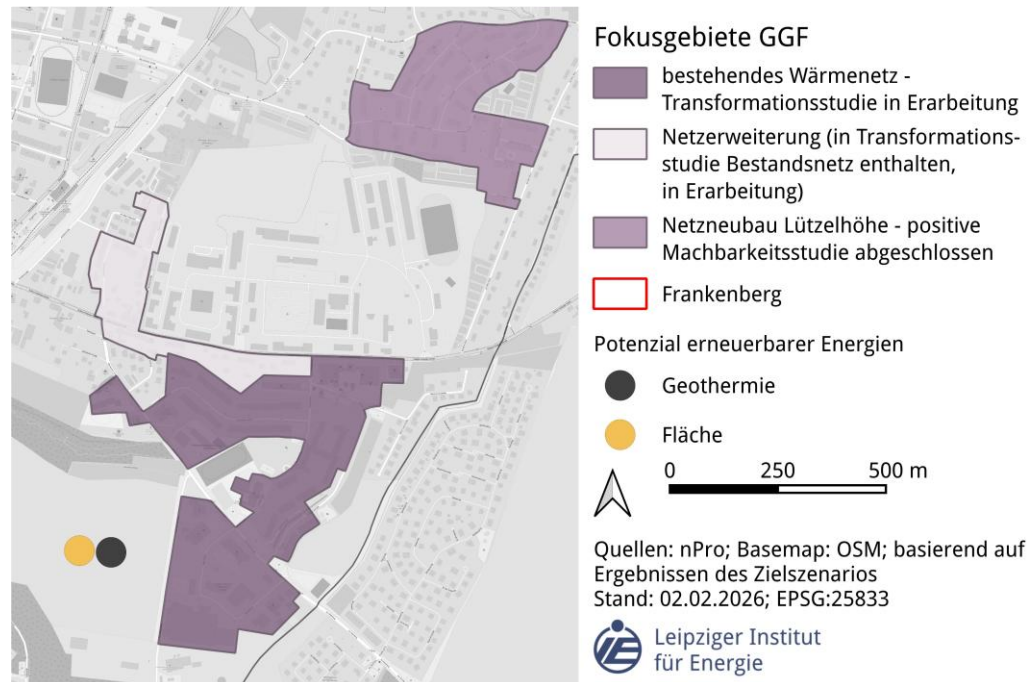 Fokusgebiete GGF
bestehendes Wärmenetz -
Transformationsstudie in Erarbeitung
Netzerweiterung (in Transformations-
studie Bestandsnetz enthalten,
in Erarbeitung)
Netzneubau Lützelhöhe - positive
Machbarkeitsstudie abgeschlossen
Frankenberg
Potenzial erneuerbarer Energien
Geothermie
Fläche
0 250 500 m
Quellen: nPro; Basemap: OSM; basierend auf
Ergebnissen des Zielszenarios
Stand: 02.02.2026; EPSG:25833
Leipziger Institut
für Energie